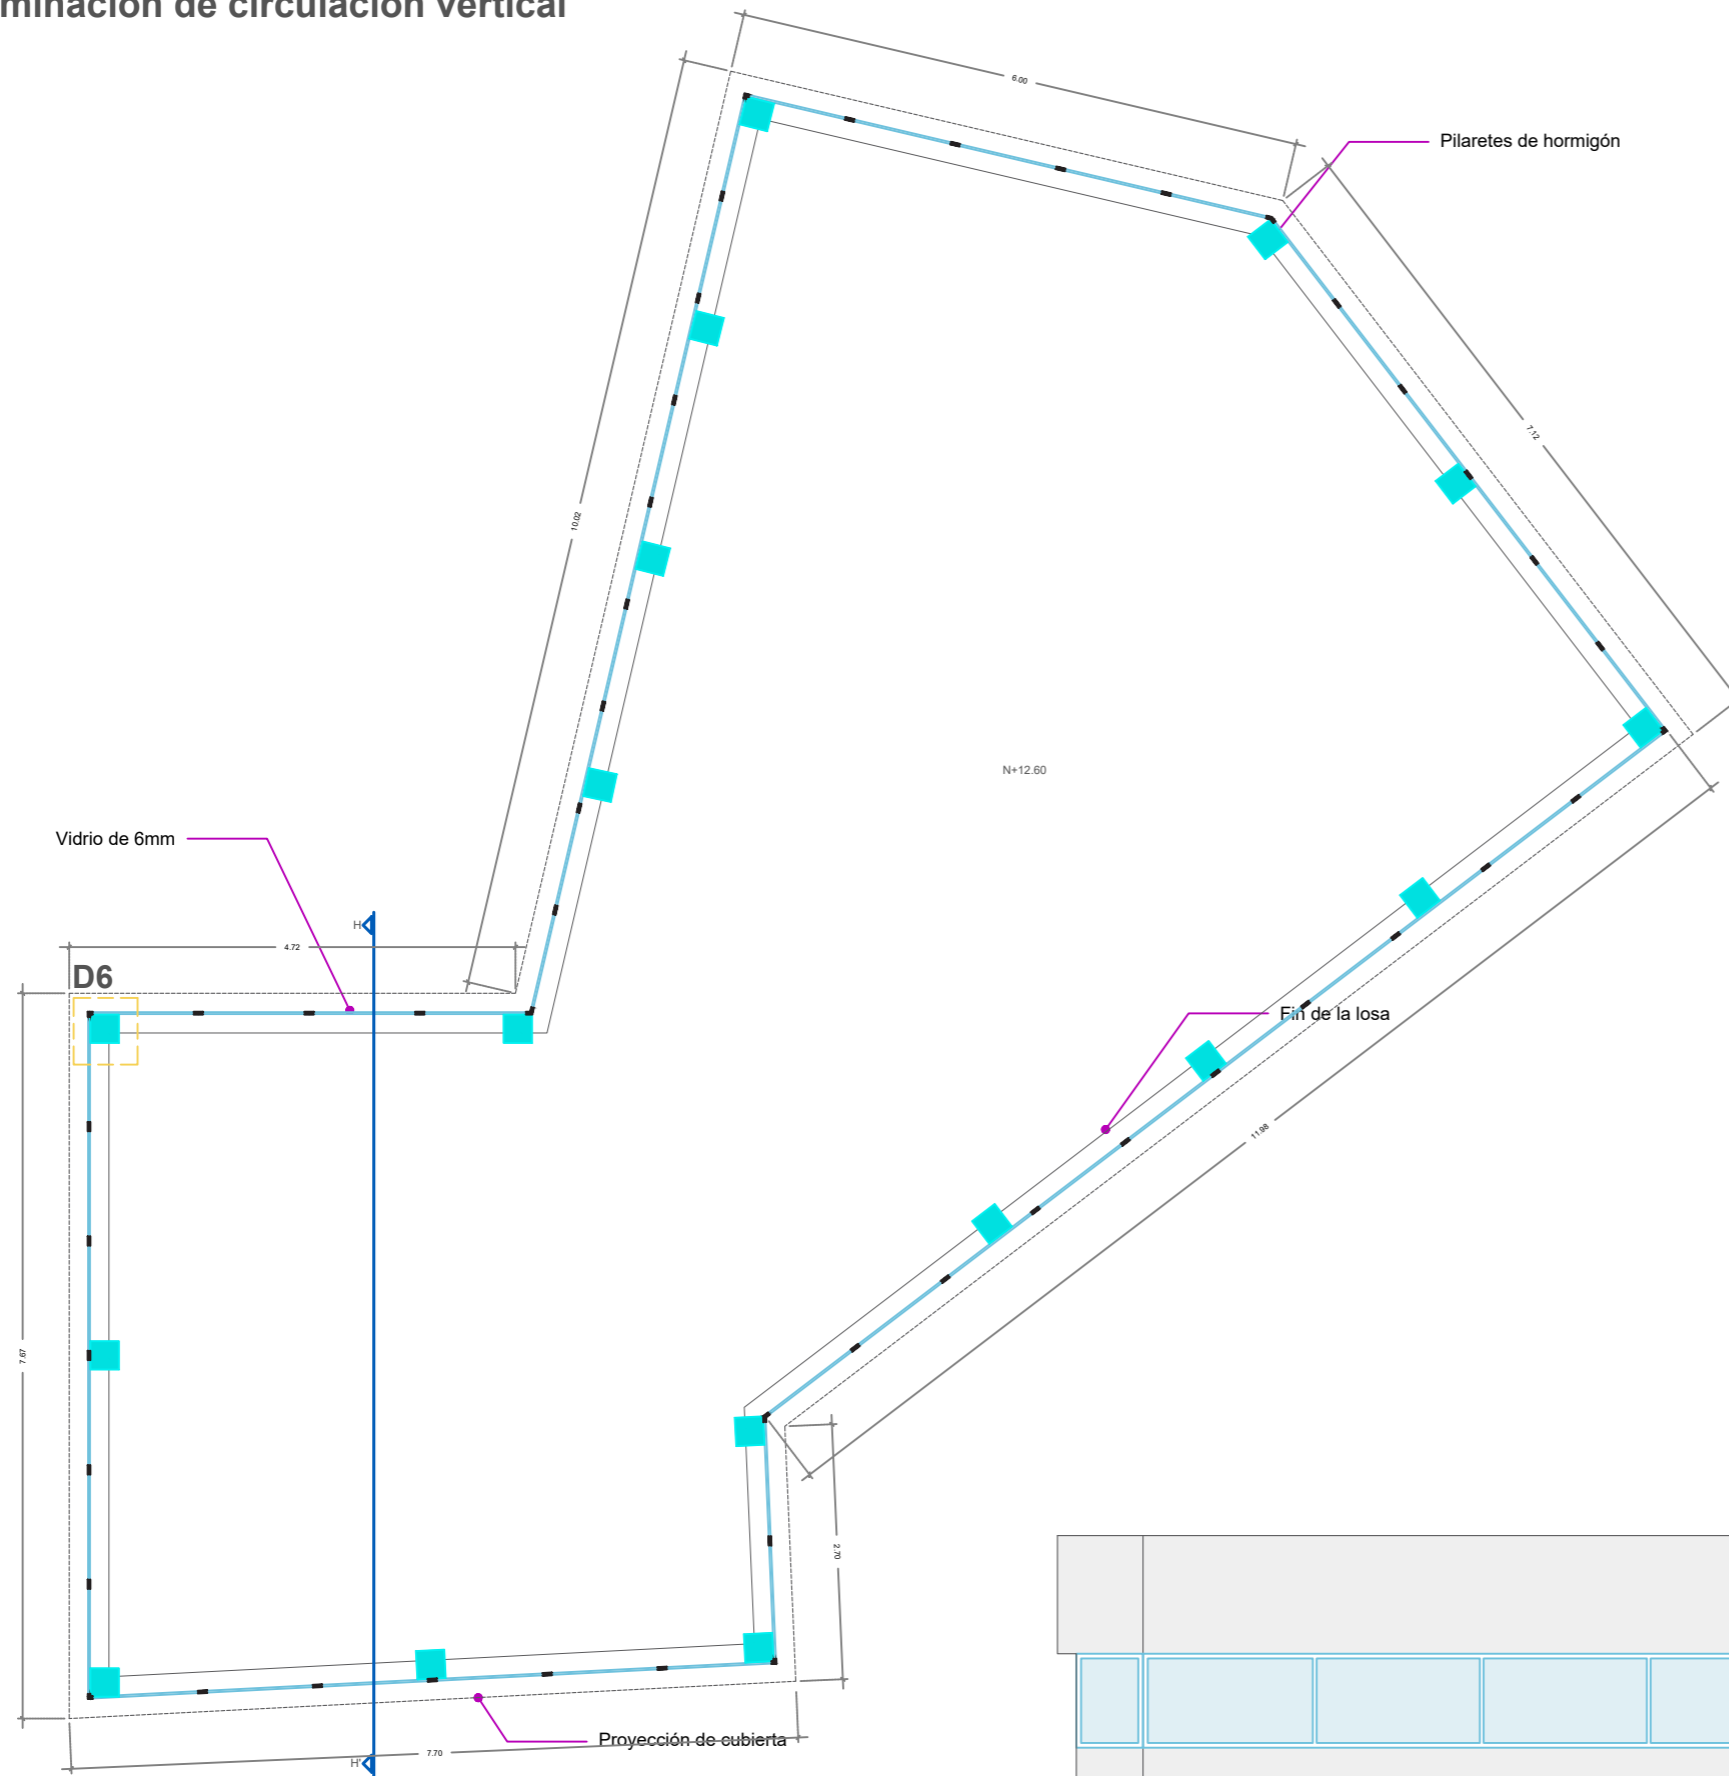 minación de circulación vertical
6.00
Pilaretes de hormigón
7.12
10.02
N+12.60
Vidrio de 6mm
H
4.72
D6
Fin de la losa
11.98
7.67
2.70
Proyección de cubierta
7.70
H'